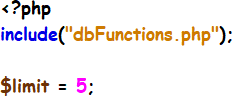 <?php
include("dbFunctions.php");
$limit = 5;